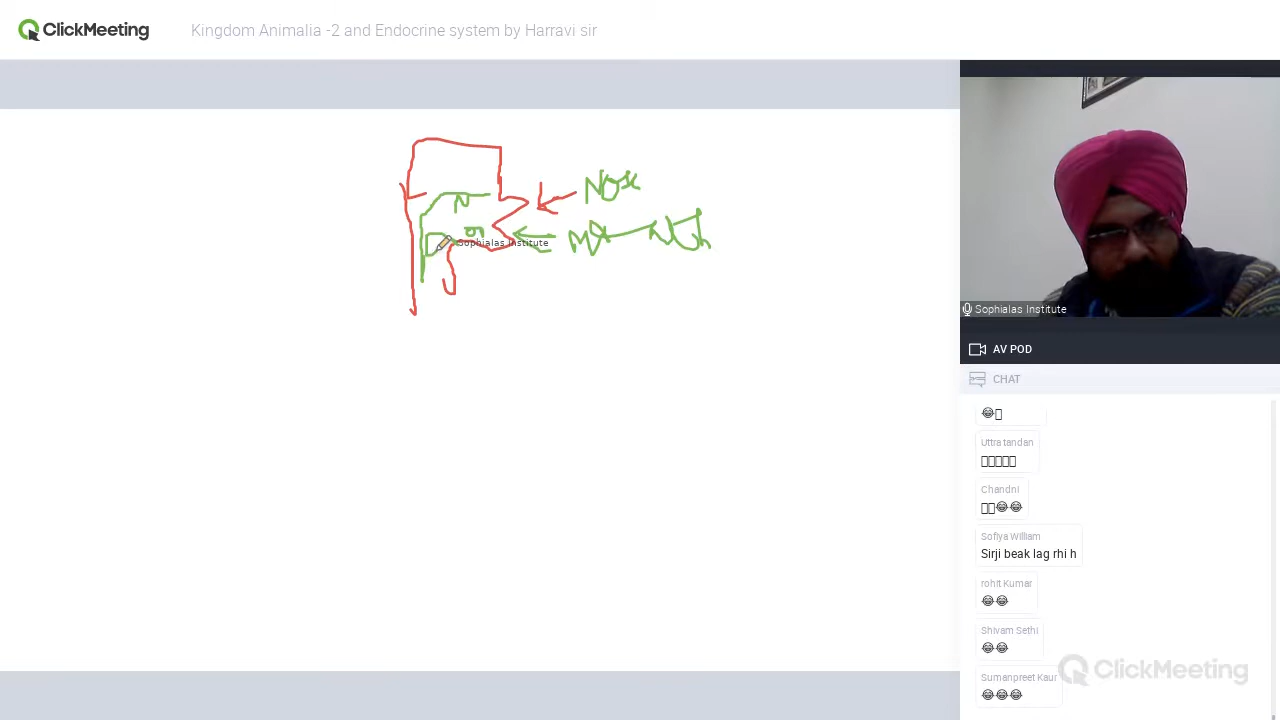 ClickMeeting
Kingdom Animalia -2 and Endocrine system by Harravi sir
Nose
N
Sophialas Institute
Sophialas Institute
AV POD
CHAT
😂
Uttra tandan
Chandni
😂😂
Sofiya William
Sirji beak lag rhi h
rohit Kumar
😂😂
Shivam Sethi
😂😂
Sumanpreet Kaur
😂😂😂
ClickMeeting